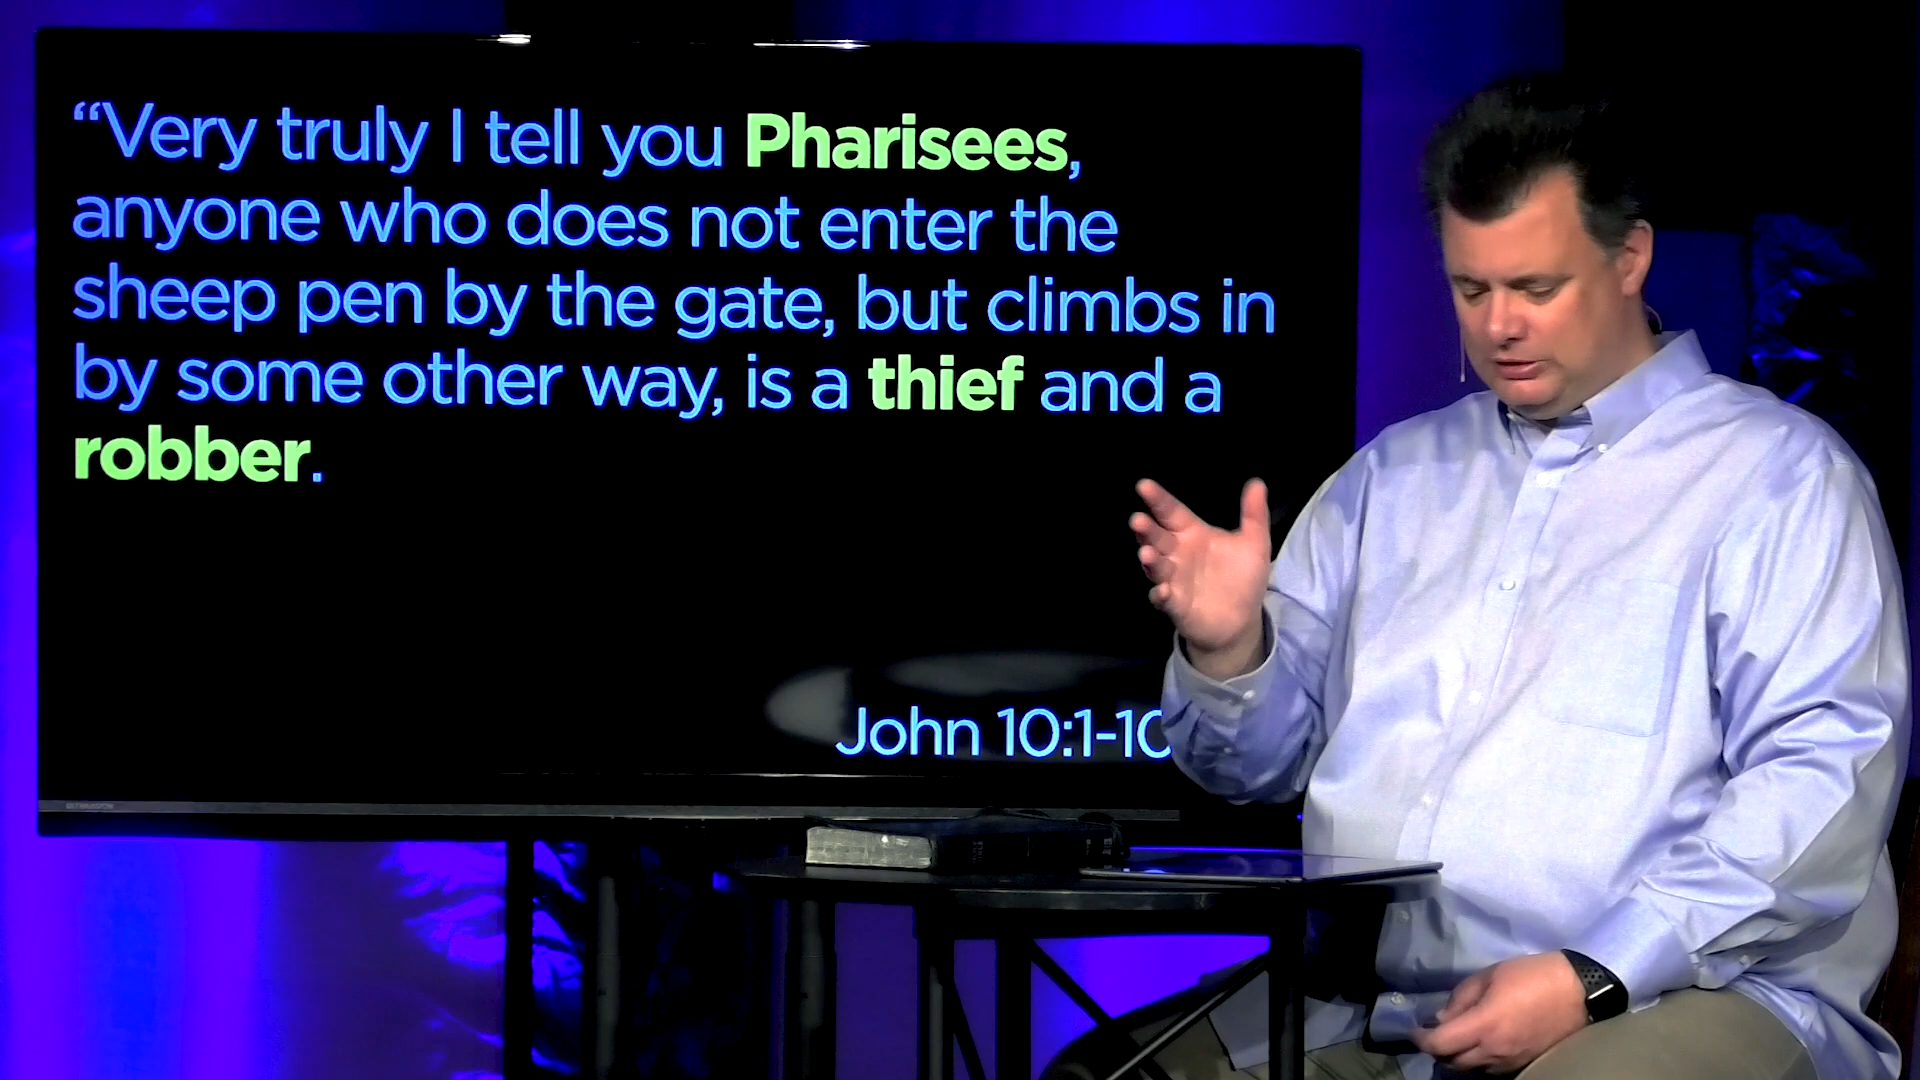 “Very truly I tell you Pharisees,
anyone who does not enter the
sheep pen by the gate, but climbs in
by some other way, is a thief and a
robber.
John 10:1-10